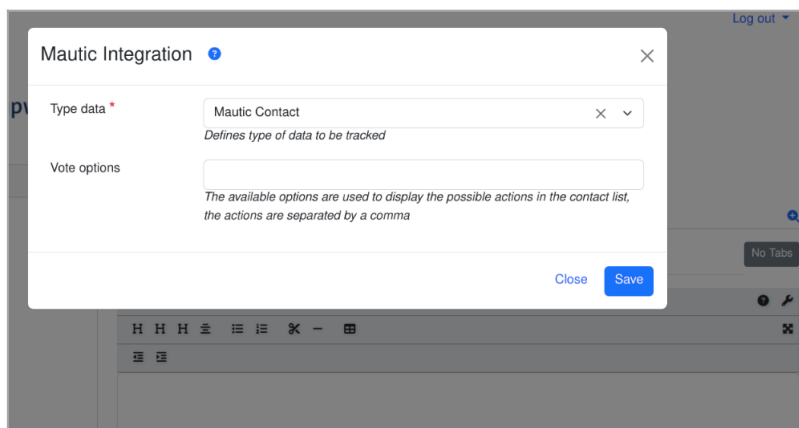 Log out
Mautic Integration
Type data *
Mautic Contact
Defines type of data to be tracked
Vote options
The available options are used to display the possible actions in the contact list,
the actions are separated by a comma
No Tabs
Close
Save
H H H